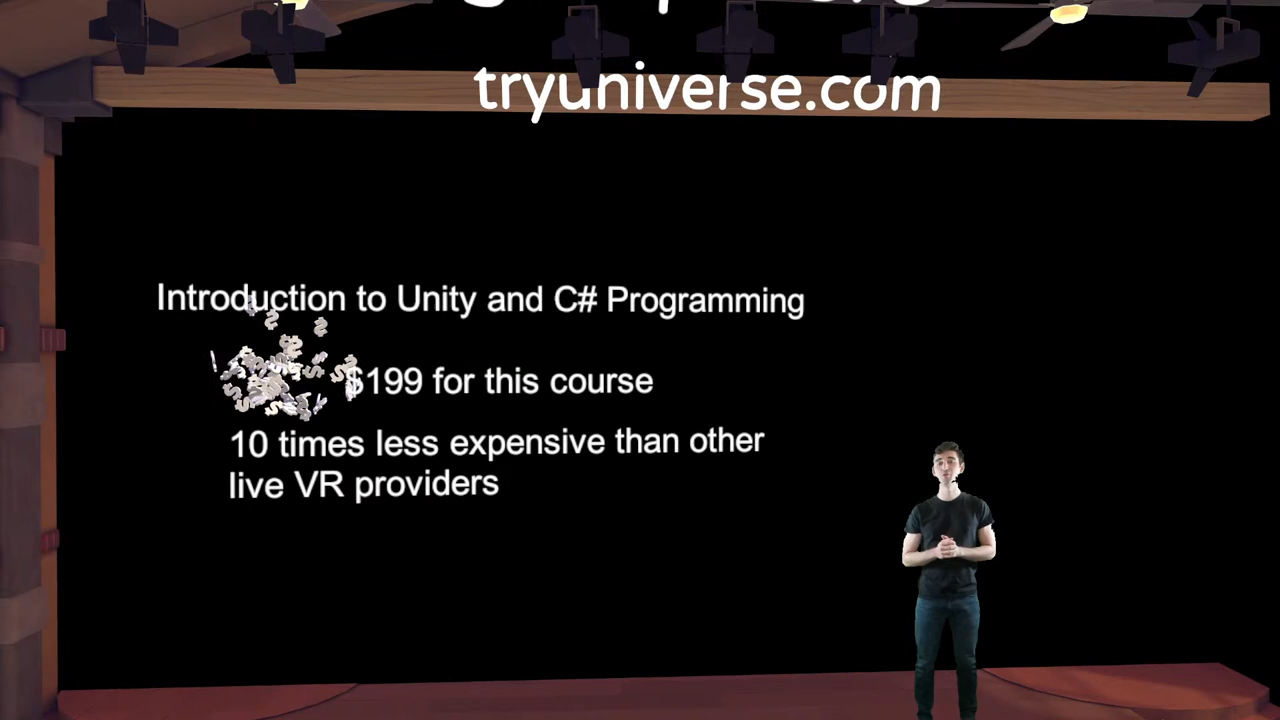 tryuniverse.com
Introduction to Unity and C# Programming
$199 for this course
10 times less expensive than other
live VR providers